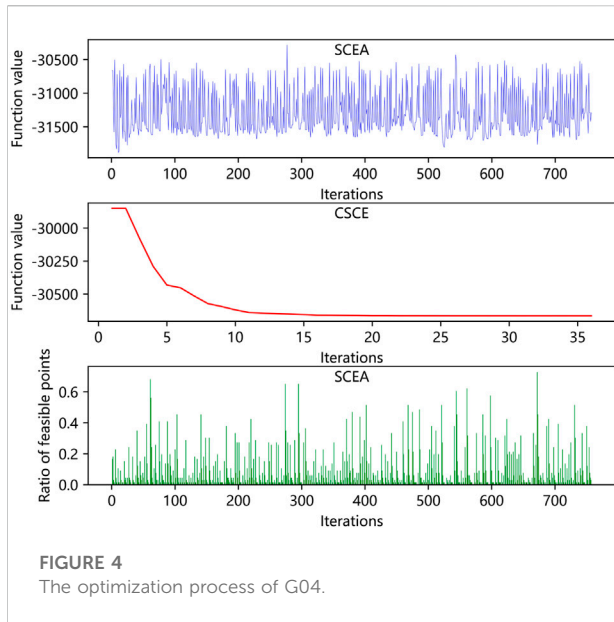 SCEA
Function value
-30500
-31000
-31500
0 100 200 300 400 500 600 700
Iterations
CSCE
Function value
-30000
-30250
-30500
0 5 10 15 20 25 30 35
Iterations
SCEA
Ratio of feasible points
0.6
0.4
0.2
0.0
0 100 200 300 400 500 600 700
Iterations
FIGURE 4
The optimization process of G04.